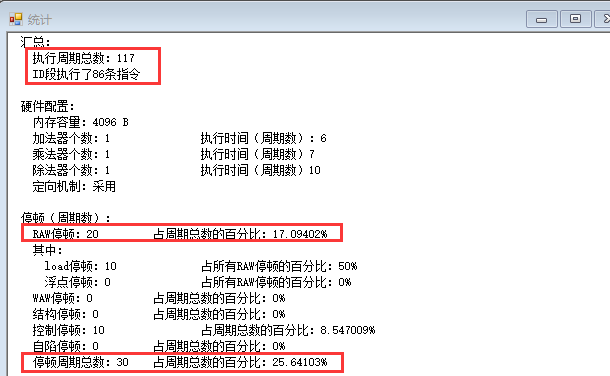 统计
汇总:
执行周期总数: 117
ID段执行了86条指令
硬件配置:
内存容量: 4096 B
加法器个数: 1 执行时间（周期数）: 6
乘法器个数: 1 执行时间（周期数）7
除法器个数: 1 执行时间（周期数）10
定向机制: 采用
停顿（周期数）:
RAW停顿: 20 占周期总数的百分比: 17.09402%
其中:
load停顿: 10 占所有RAW停顿的百分比: 50%
浮点停顿: 0 占所有RAW停顿的百分比: 0%
WAW停顿: 0 占周期总数的百分比: 0%
结构停顿: 0 占周期总数的百分比: 0%
控制停顿: 10 占周期总数的百分比: 8.547009%
自陷停顿: 0 占周期总数的百分比: 0%
停顿周期总数: 30 占周期总数的百分比: 25.64103%